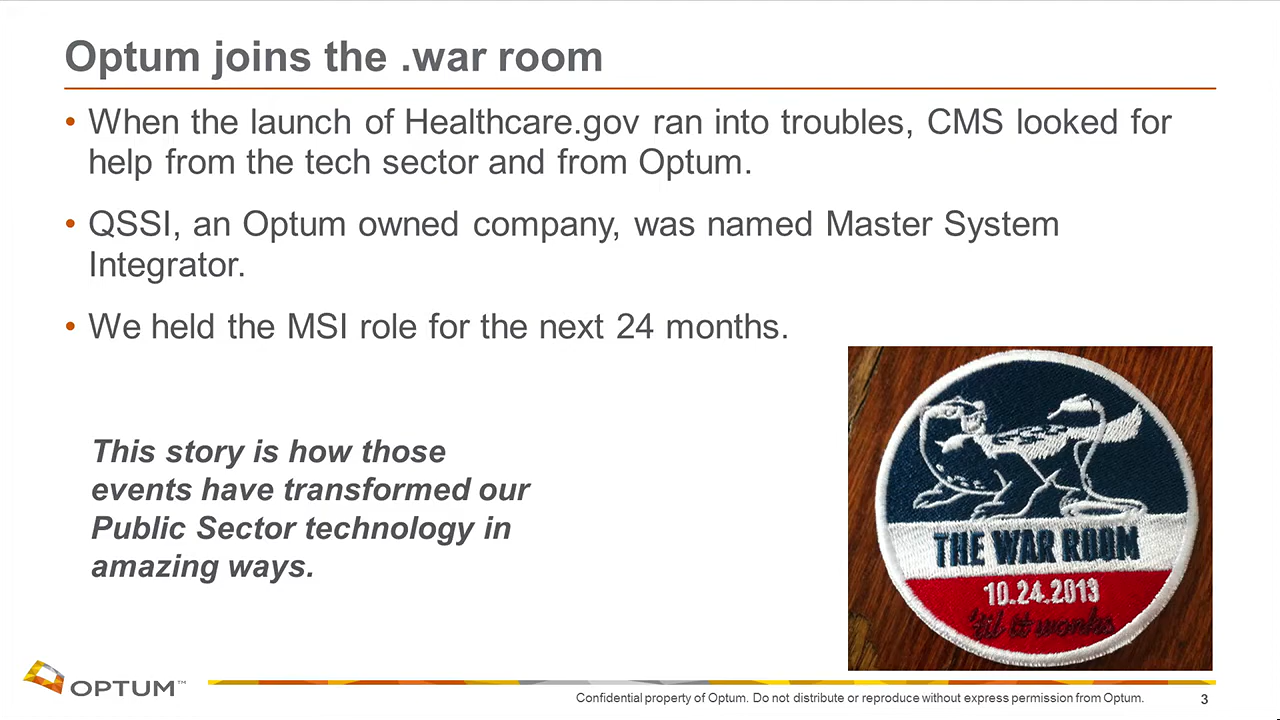 Optum joins the .war room
• When the launch of Healthcare.gov ran into troubles, CMS looked for
help from the tech sector and from Optum.
• QSSI, an Optum owned company, was named Master System
Integrator.
• We held the MSI role for the next 24 months.
This story is how those
events have transformed our
Public Sector technology in
amazing ways.
THE WAR ROOM
10.24.2013
'til it works
OPTUM™
Confidential property of Optum. Do not distribute or reproduce without express permission from Optum.
3